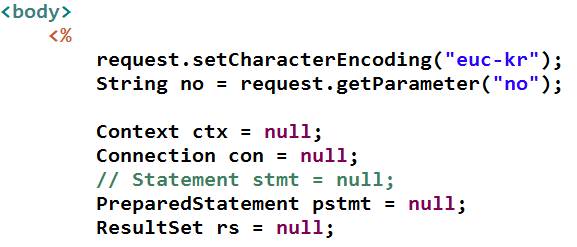 <body>
<%
request.setCharacterEncoding("euc-kr");
String no = request.getParameter("no");
Context ctx = null;
Connection con = null;
// Statement stmt = null;
PreparedStatement pstmt = null;
ResultSet rs = null;